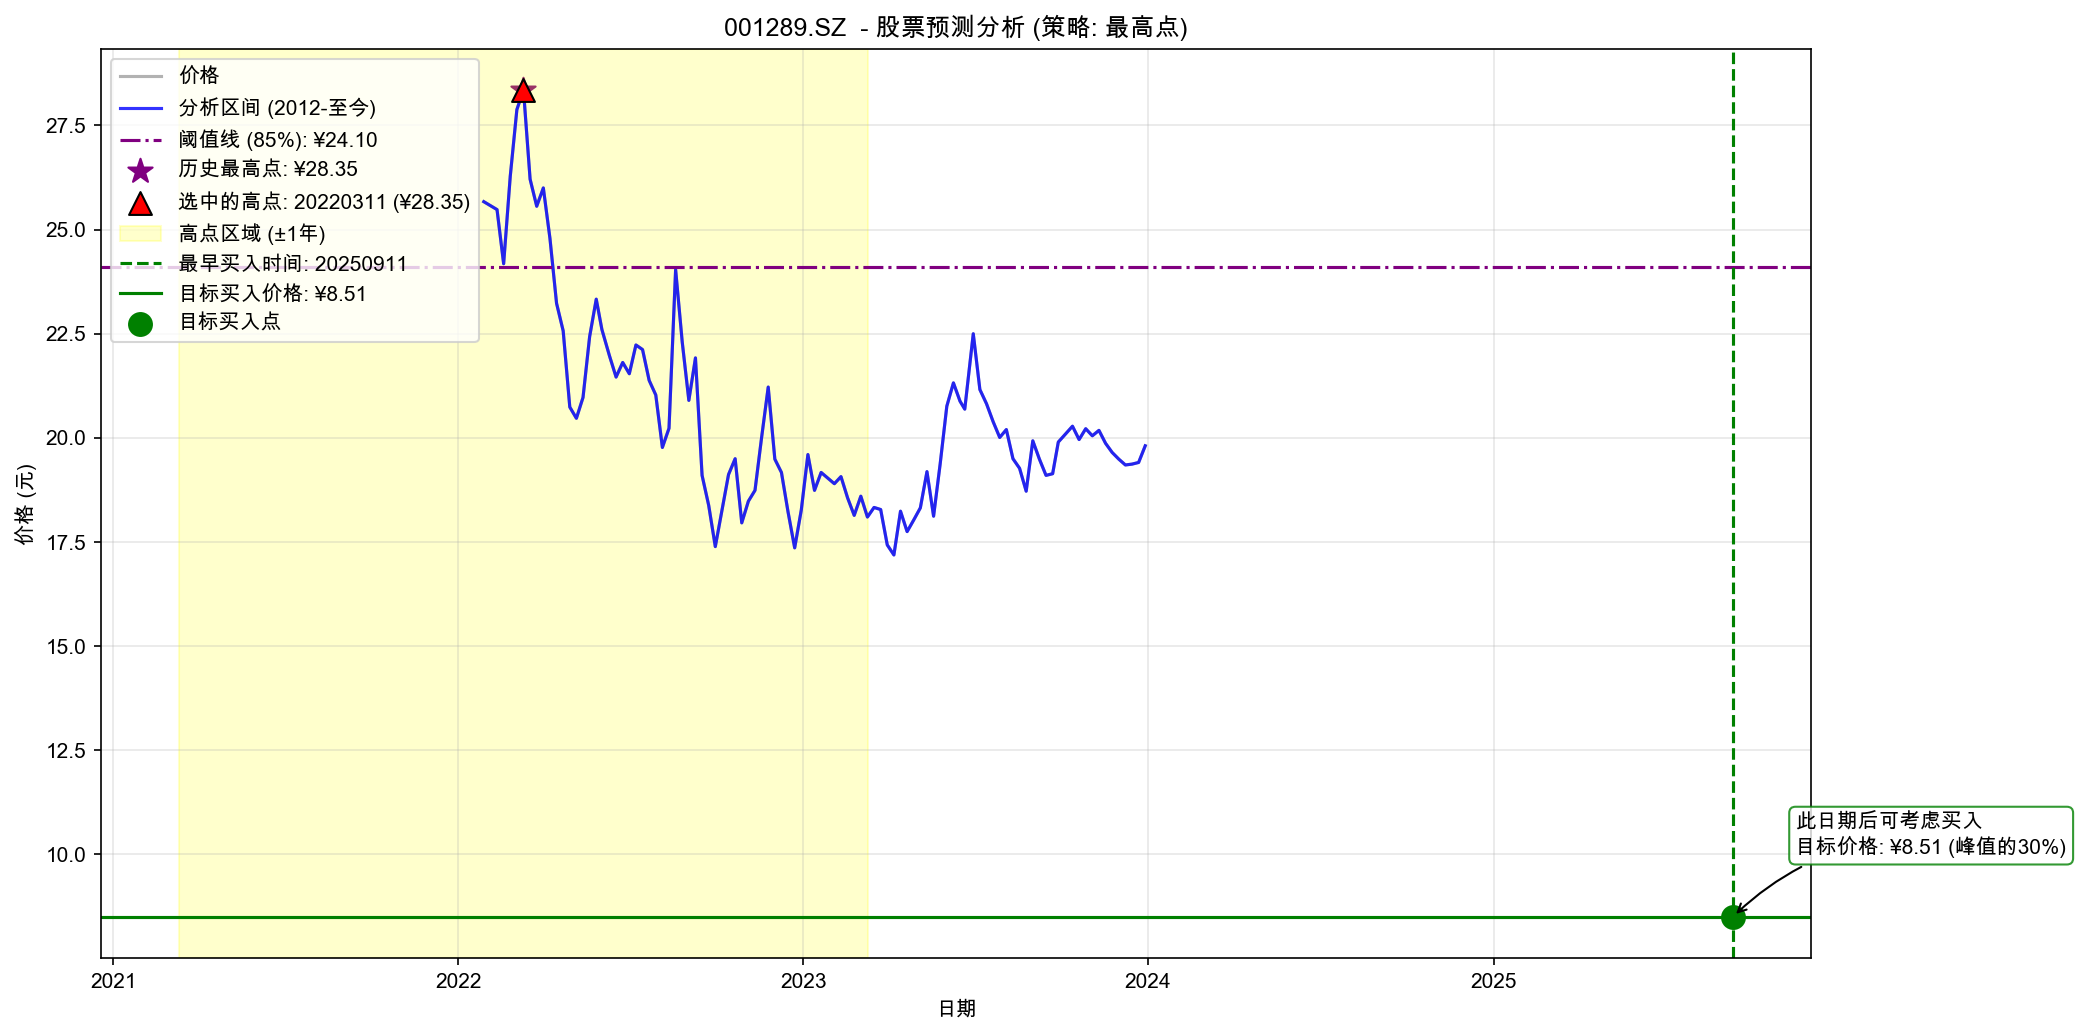 001289.SZ  - 股票预测分析 (策略: 最高点)
价格
分析区间 (2012-至今)
阈值线 (85%): ¥24.10
历史最高点: ¥28.35
选中的高点: 20220311 (¥28.35)
高点区域 (±1年)
最早买入时间: 20250911
目标买入价格: ¥8.51
目标买入点
27.5
25.0
22.5
20.0
17.5
15.0
12.5
10.0
价格 (元)
此日期后可考虑买入
目标价格: ¥8.51 (峰值的30%)
2021
2022
2023
2024
2025
日期